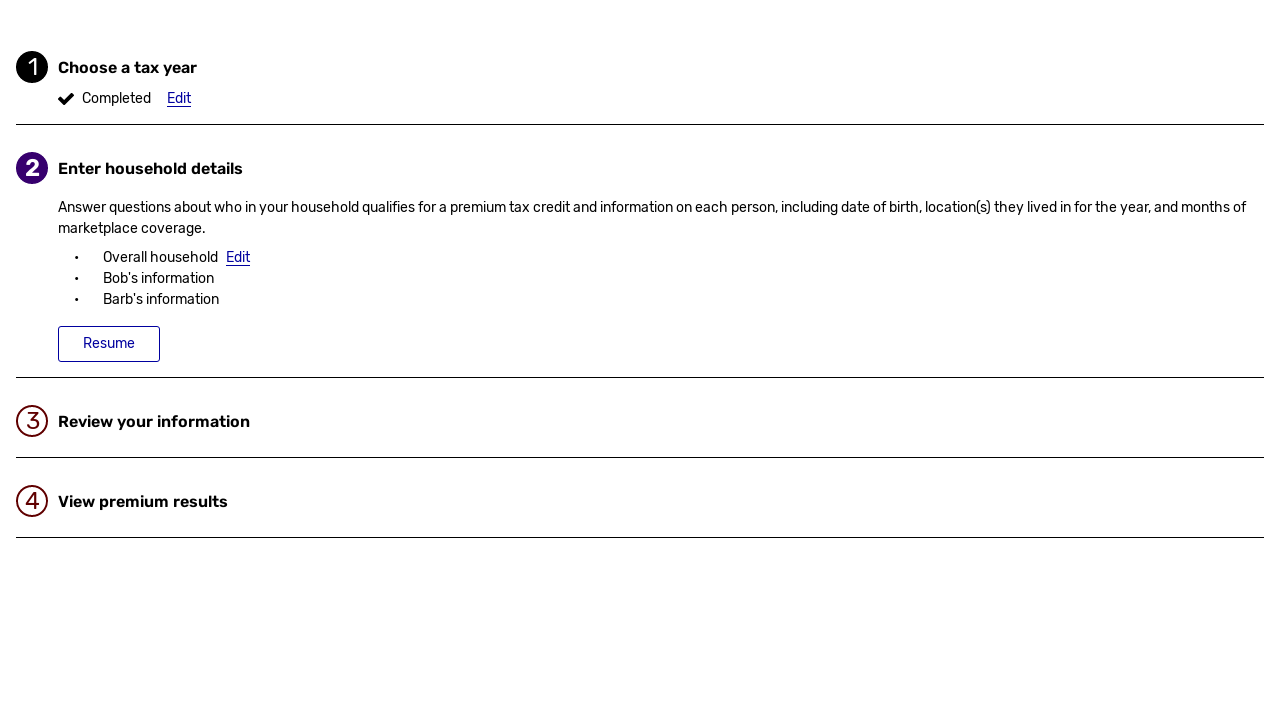 1 Choose a tax year
Completed Edit
2 Enter household details
Answer questions about who in your household qualifies for a premium tax credit and information on each person, including date of birth, location(s) they lived in for the year, and months of
marketplace coverage.
• Overall household Edit
• Bob's information
• Barb's information
Resume
3 Review your information
4 View premium results